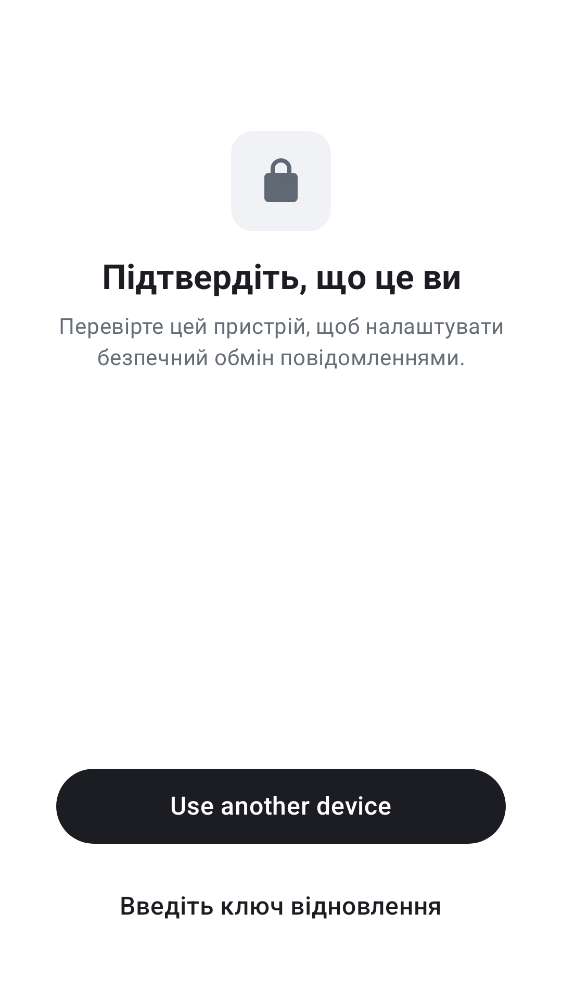 Підтвердіть, що це ви
Перевірте цей пристрій, щоб налаштувати
безпечний обмін повідомленнями.
Use another device
Введіть ключ відновлення